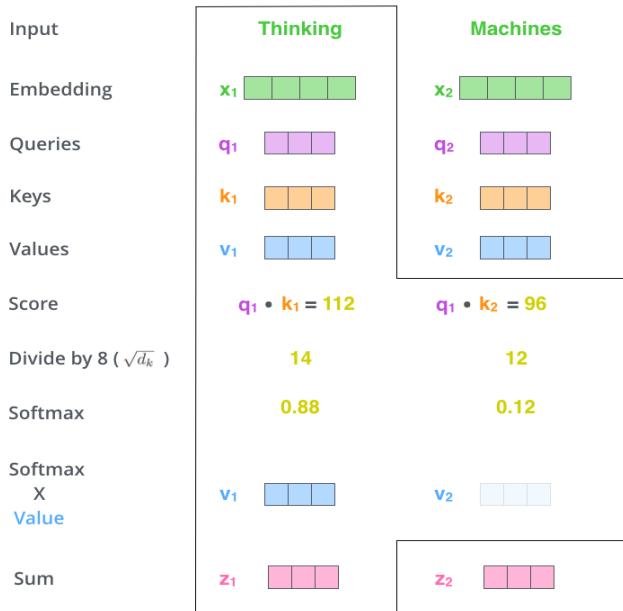 Input Thinking Machines
Embedding x₁ x₂
Queries q₁ q₂
Keys k₁ k₂
Values v₁ v₂
Score q₁ • k₁ = 112 q₁ • k₂ = 96
Divide by 8 ( √dₖ ) 14 12
Softmax 0.88 0.12
Softmax
X v₁ v₂
Value
Sum z₁ z₂